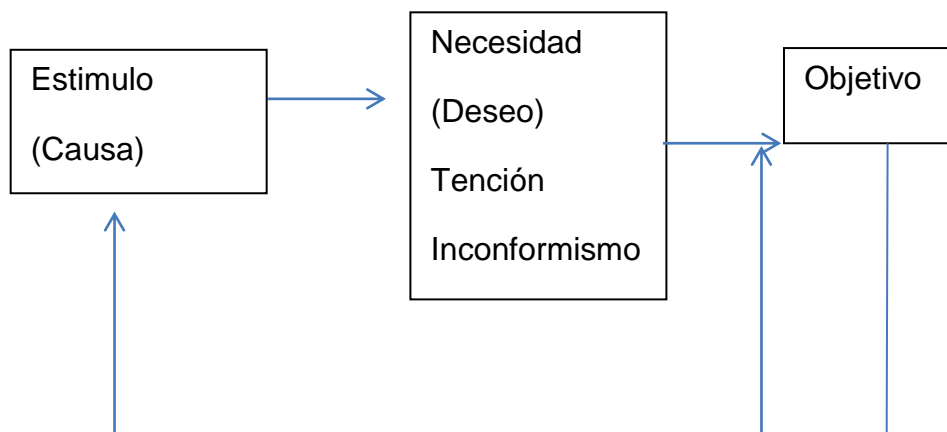 Estimulo
(Causa)
Necesidad
(Deseo)
Tención
Inconformismo
Objetivo